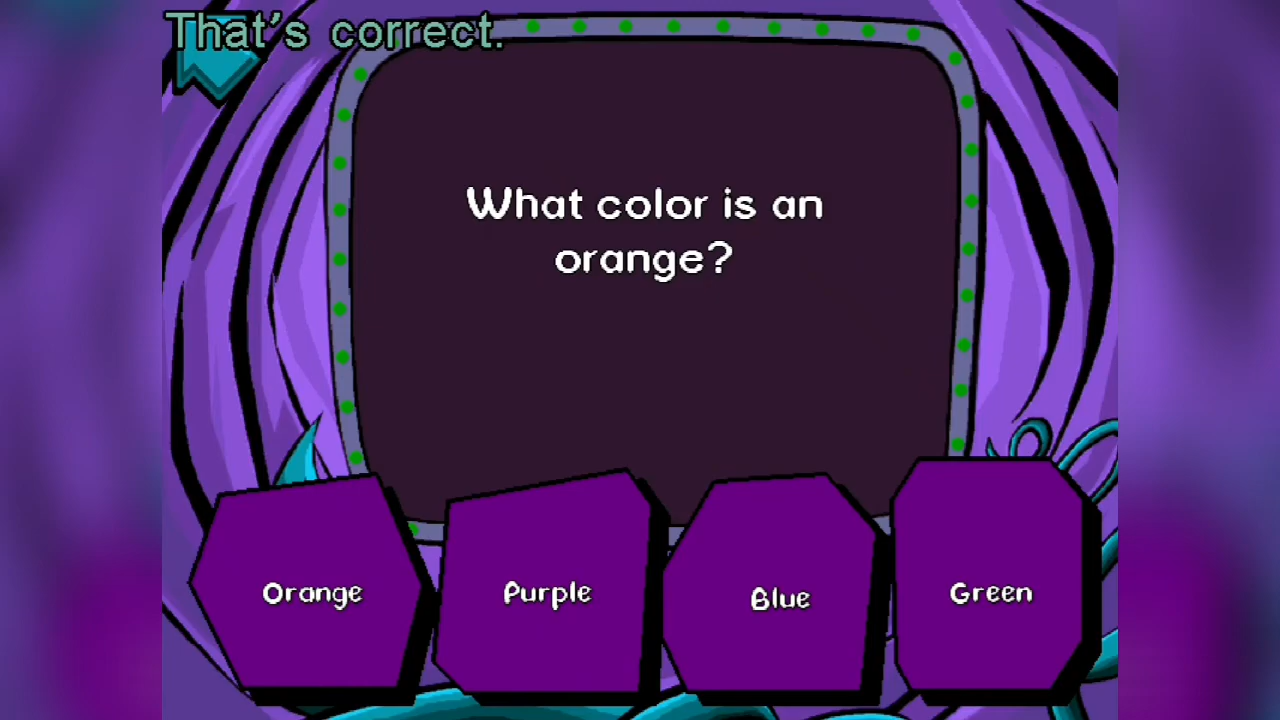 That's correct.
What color is an
orange?
Orange
Purple
Blue
Green